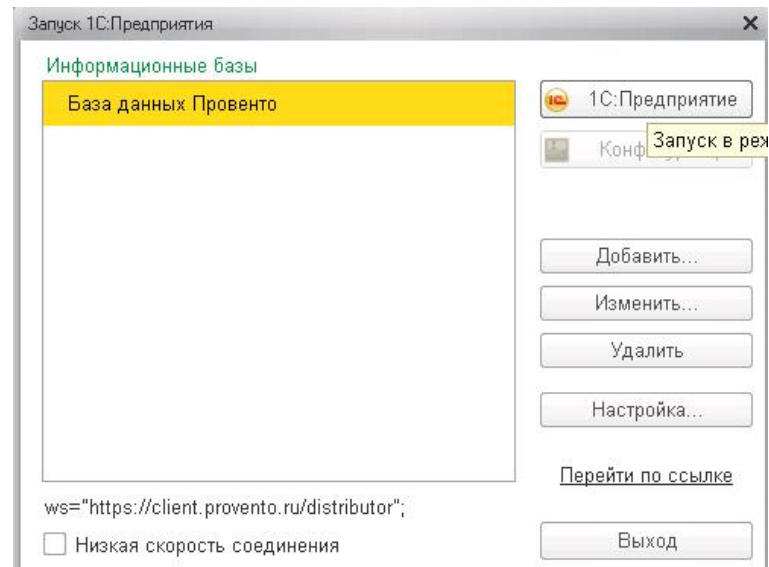 Запуск 1С:Предприятия
Информационные базы
База данных Провенто
1С:Предприятие
Запуск в
Добавить...
Изменить...
Удалить
Настройка...
Перейти по ссылке
ws="https://client.provento.ru/distributor";
Низкая скорость соединения
Выход